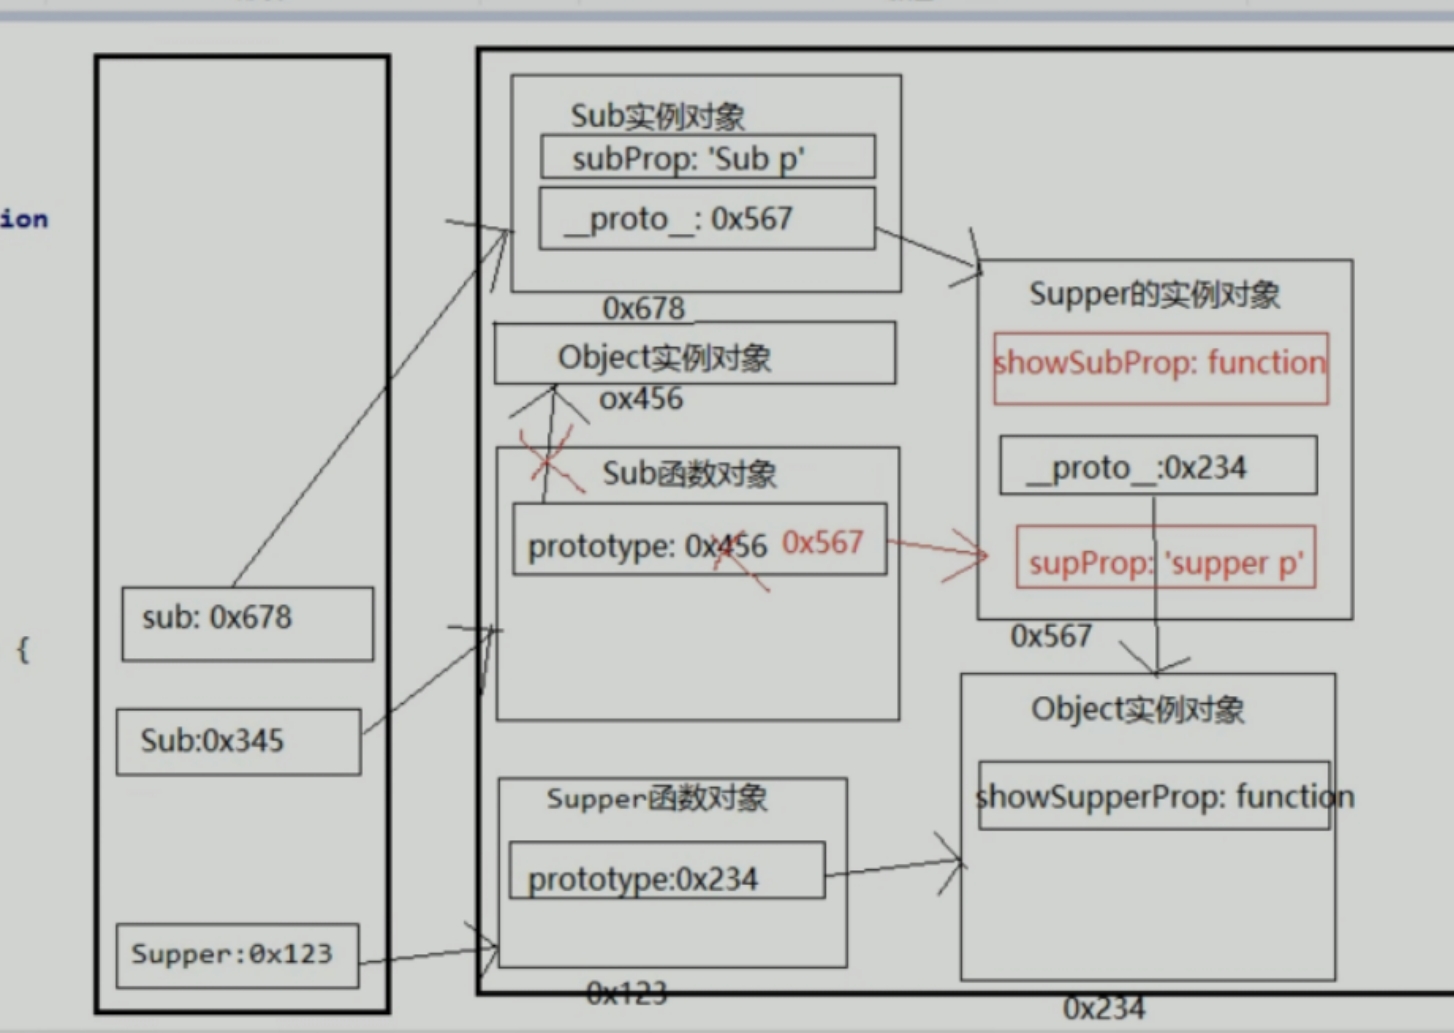 ion
{
sub: 0x678
Sub:0x345
Supper:0x123
Sub实例对象
subProp: 'Sub p'
__proto__: 0x567
0x678
Object实例对象
ox456
Sub函数对象
prototype: 0x456 0x567
Supper函数对象
prototype:0x234
0x123
Supper的实例对象
showSubProp: function
__proto__:0x234
supProp: 'supper p'
0x567
Object实例对象
showSupperProp: function
0x234